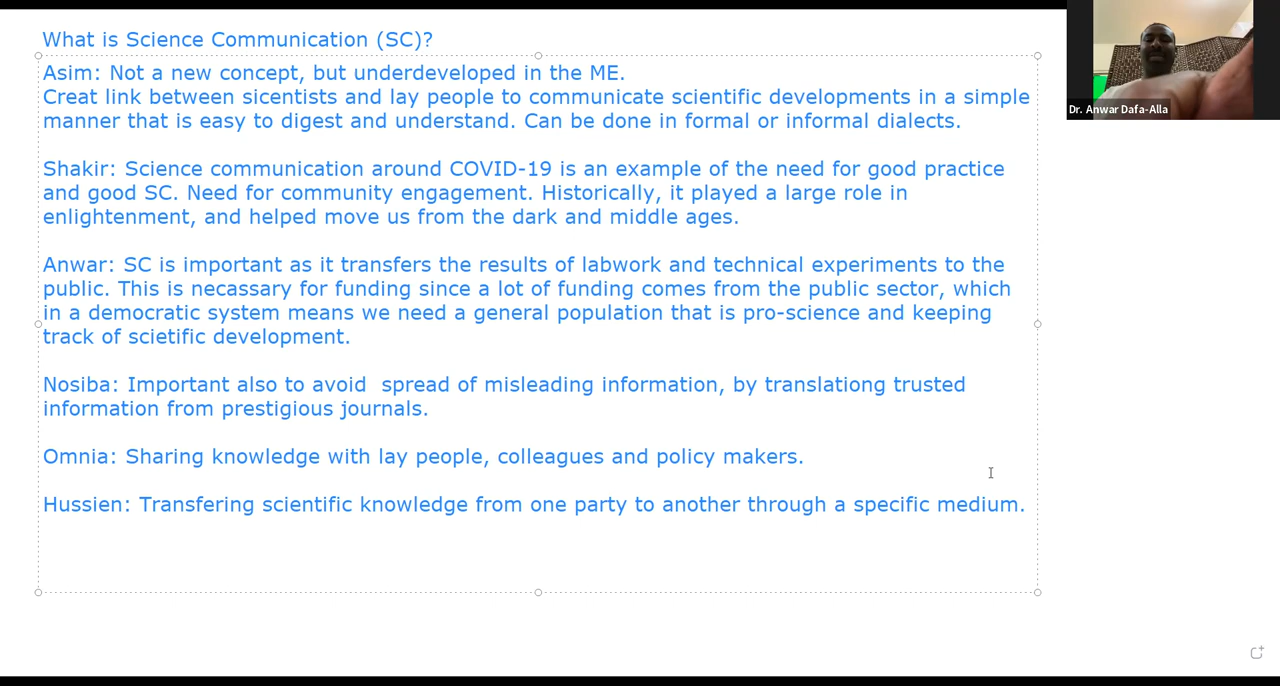 What is Science Communication (SC)?
Asim: Not a new concept, but underdeveloped in the ME.
Creat link between sicentists and lay people to communicate scientific developments in a simple
manner that is easy to digest and understand. Can be done in formal or informal dialects.
Shakir: Science communication around COVID-19 is an example of the need for good practice
and good SC. Need for community engagement. Historically, it played a large role in
enlightenment, and helped move us from the dark and middle ages.
Anwar: SC is important as it transfers the results of labwork and technical experiments to the
public. This is necassary for funding since a lot of funding comes from the public sector, which
in a democratic system means we need a general population that is pro-science and keeping
track of scietific development.
Nosiba: Important also to avoid  spread of misleading information, by translationg trusted
information from prestigious journals.
Omnia: Sharing knowledge with lay people, colleagues and policy makers.
Hussien: Transfering scientific knowledge from one party to another through a specific medium.
Dr. Anwar Dafa-Alla